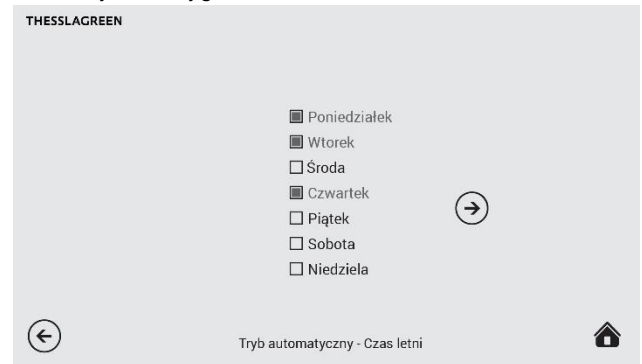 THESSLAGREEN
Poniedziałek
Wtorek
Środa
Czwartek
Piątek
Sobota
Niedziela
Tryb automatyczny - Czas letni